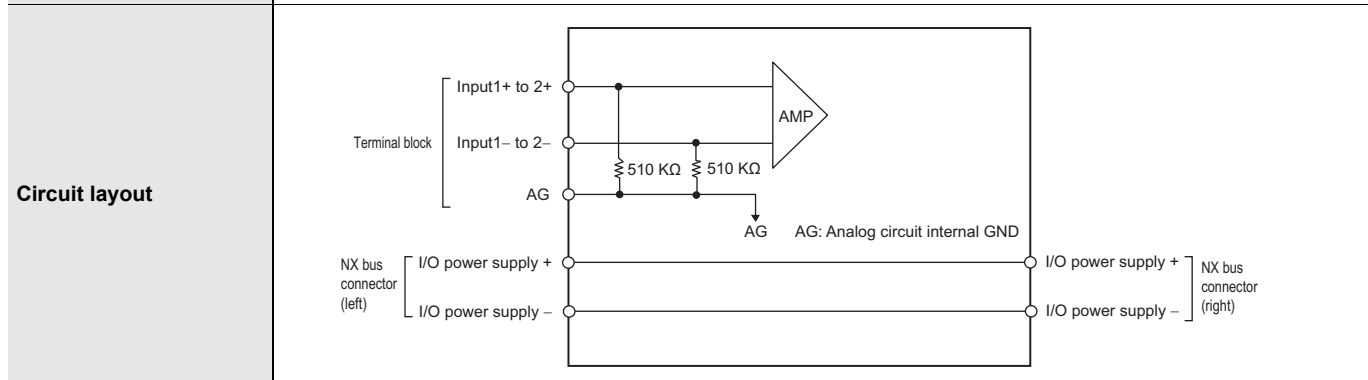 Circuit layout
Terminal block
Input1+ to 2+
Input1− to 2−
AG
AMP
510 KΩ
510 KΩ
AG
AG: Analog circuit internal GND
NX bus
connector
(left)
I/O power supply +
I/O power supply −
I/O power supply +
I/O power supply −
NX bus
connector
(right)